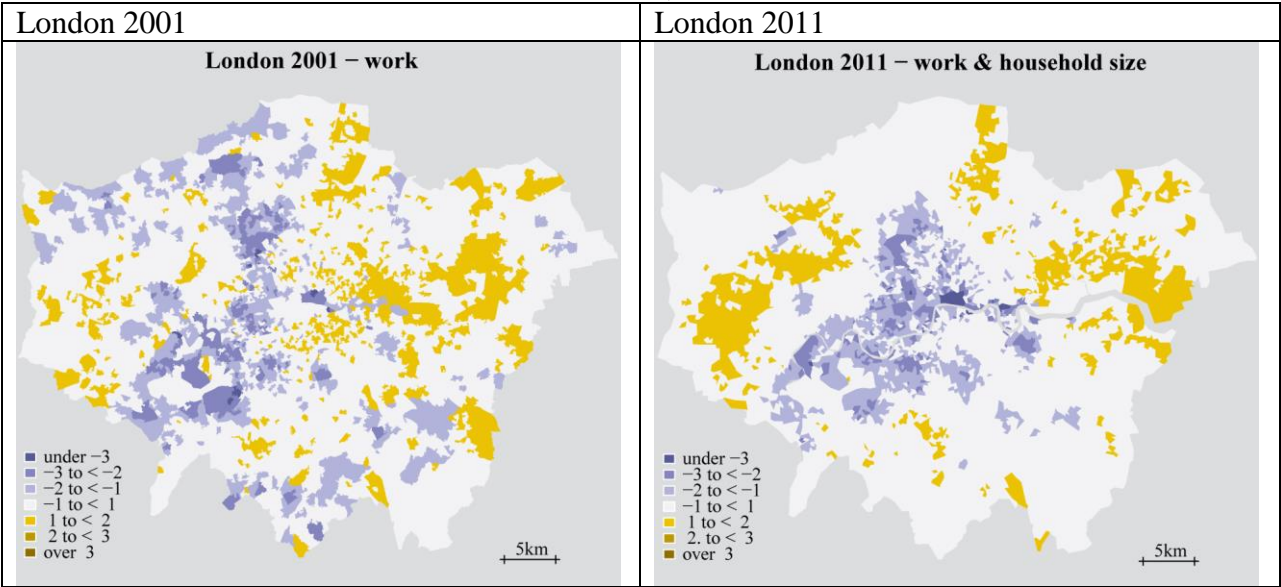 London 2001
London 2011
London 2001 − work
under −3
−3 to < −2
−2 to < −1
−1 to < 1
1 to < 2
2 to < 3
over 3
5km
London 2011 − work & household size
under −3
−3 to < −2
−2 to < −1
−1 to < 1
1 to < 2
2. to < 3
over 3
5km